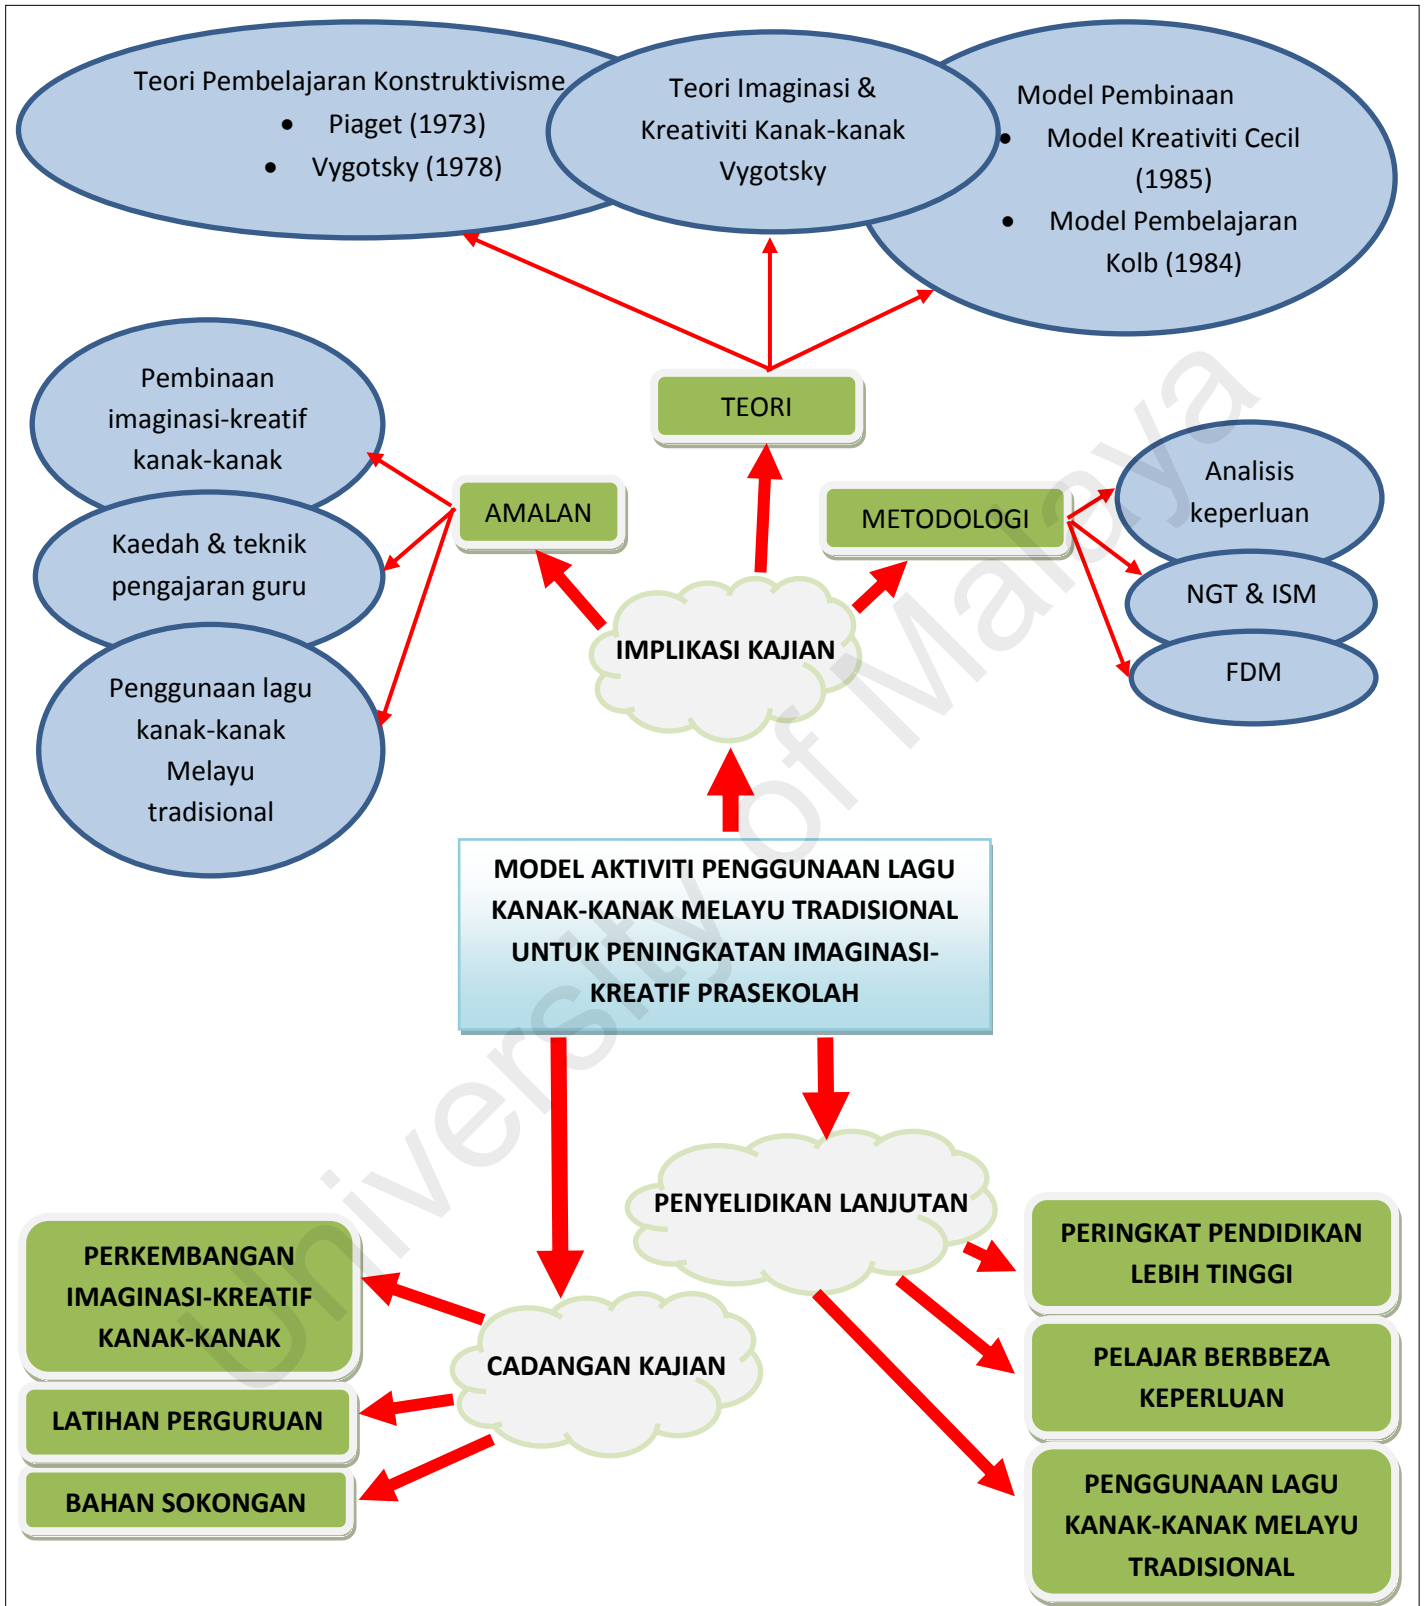 Teori Pembelajaran Konstruktivisme
• Piaget (1973)
• Vygotsky (1978)
Teori Imaginasi &
Kreativiti Kanak-kanak
Vygotsky
Model Pembinaan
• Model Kreativiti Cecil
(1985)
• Model Pembelajaran
Kolb (1984)
TEORI
Pembinaan
imaginasi-kreatif
kanak-kanak
Kaedah & teknik
pengajaran guru
Penggunaan lagu
kanak-kanak
Melayu
tradisional
AMALAN
METODOLOGI
Analisis
keperluan
NGT & ISM
FDM
IMPLIKASI KAJIAN
MODEL AKTIVITI PENGGUNAAN LAGU
KANAK-KANAK MELAYU TRADISIONAL
UNTUK PENINGKATAN IMAGINASI-
KREATIF PRASEKOLAH
PENYELIDIKAN LANJUTAN
PERINGKAT PENDIDIKAN
LEBIH TINGGI
PELAJAR BERBBEZA
KEPERLUAN
PENGGUNAAN LAGU
KANAK-KANAK MELAYU
TRADISIONAL
CADANGAN KAJIAN
PERKEMBANGAN
IMAGINASI-KREATIF
KANAK-KANAK
LATIHAN PERGURUAN
BAHAN SOKONGAN
University of Malaya